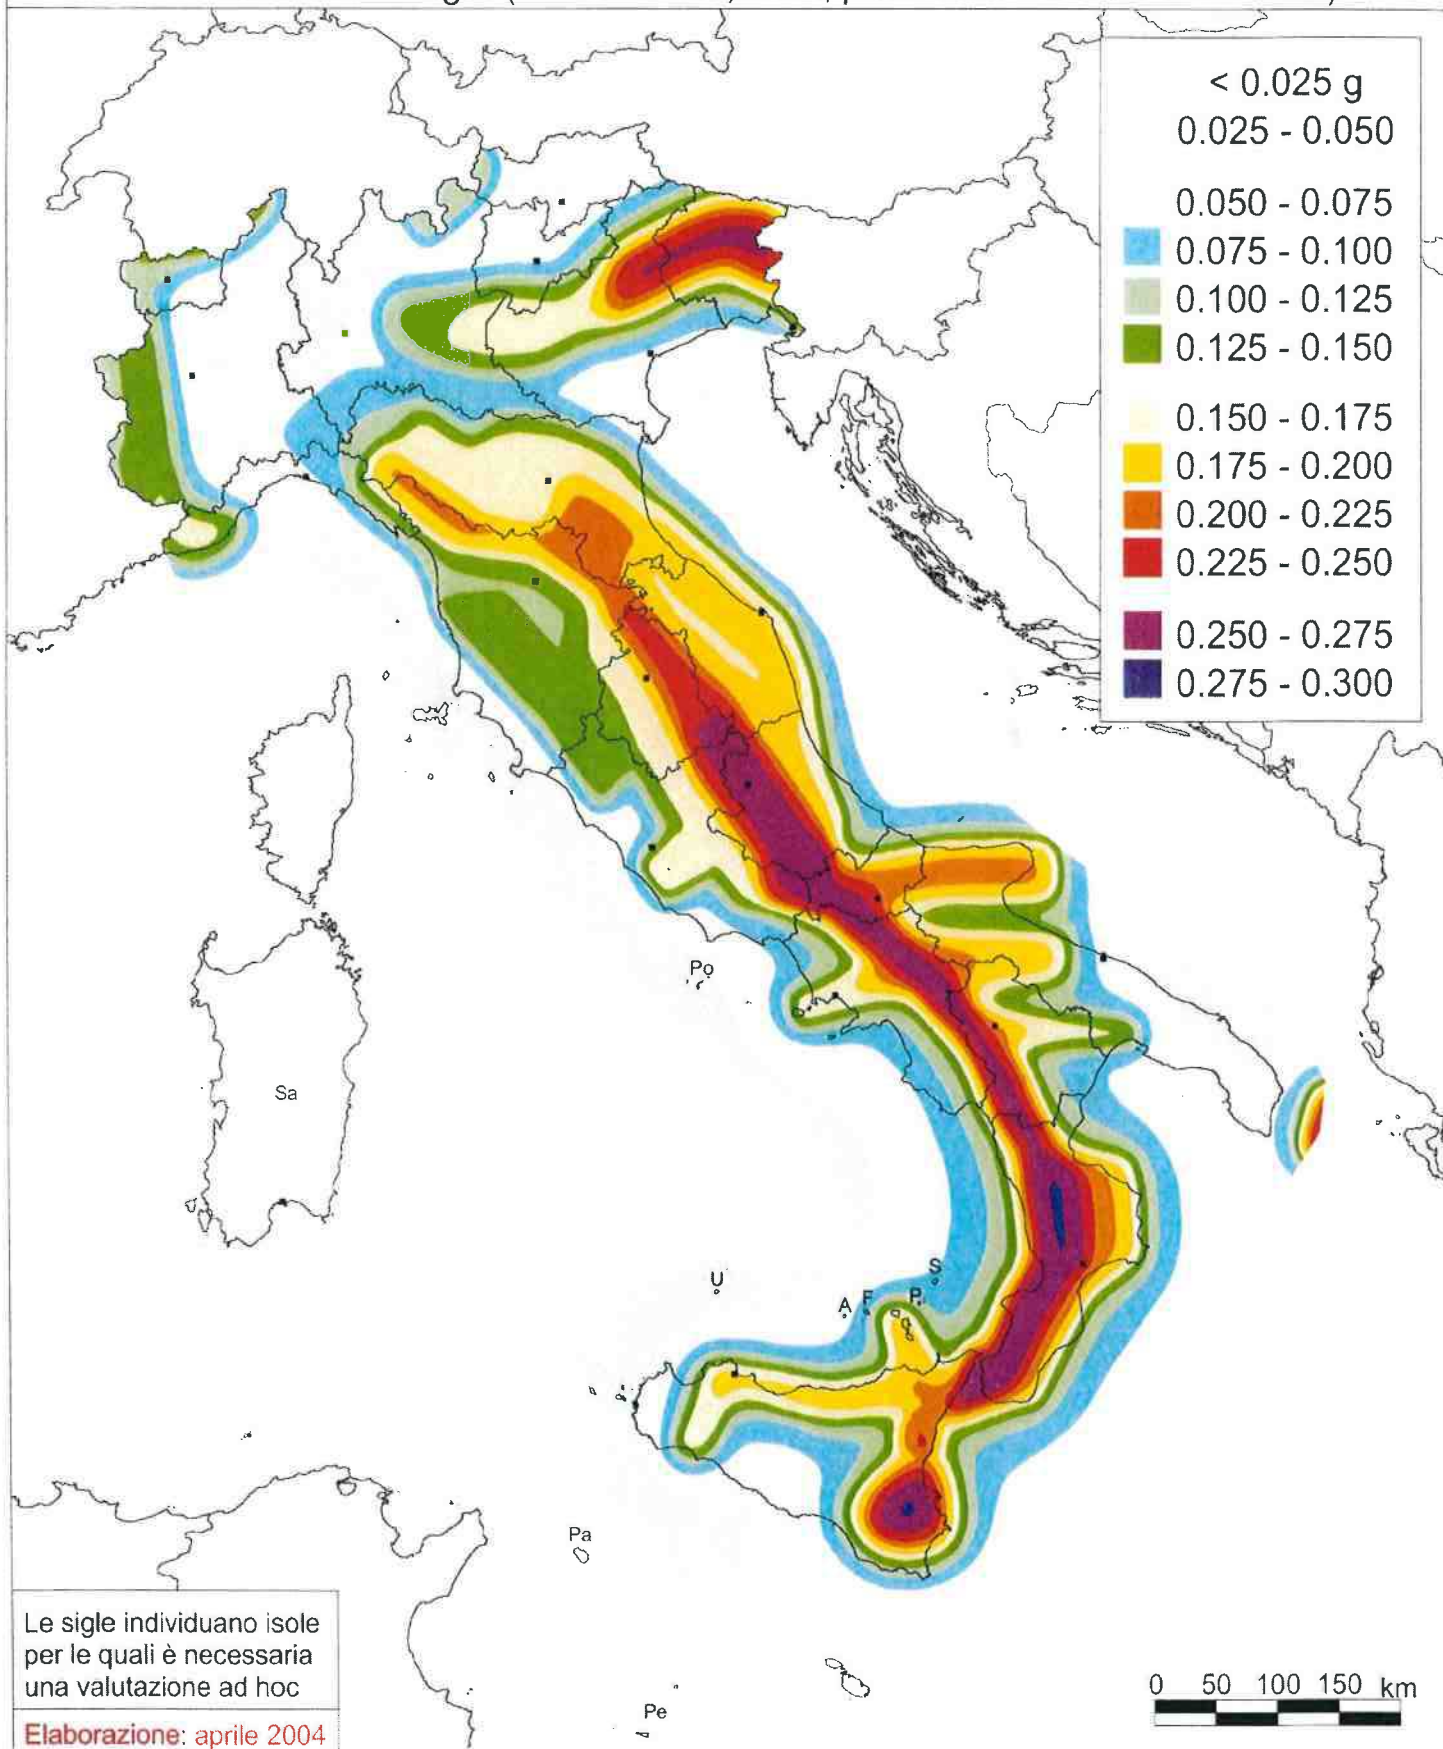 < 0.025 g
0.025 - 0.050
0.050 - 0.075
0.075 - 0.100
0.100 - 0.125
0.125 - 0.150
0.150 - 0.175
0.175 - 0.200
0.200 - 0.225
0.225 - 0.250
0.250 - 0.275
0.275 - 0.300
Po
Sa
U
S
A F P
Pa
Pe
Le sigle individuano isole
per le quali è necessaria
una valutazione ad hoc
Elaborazione: aprile 2004
0 50 100 150 km